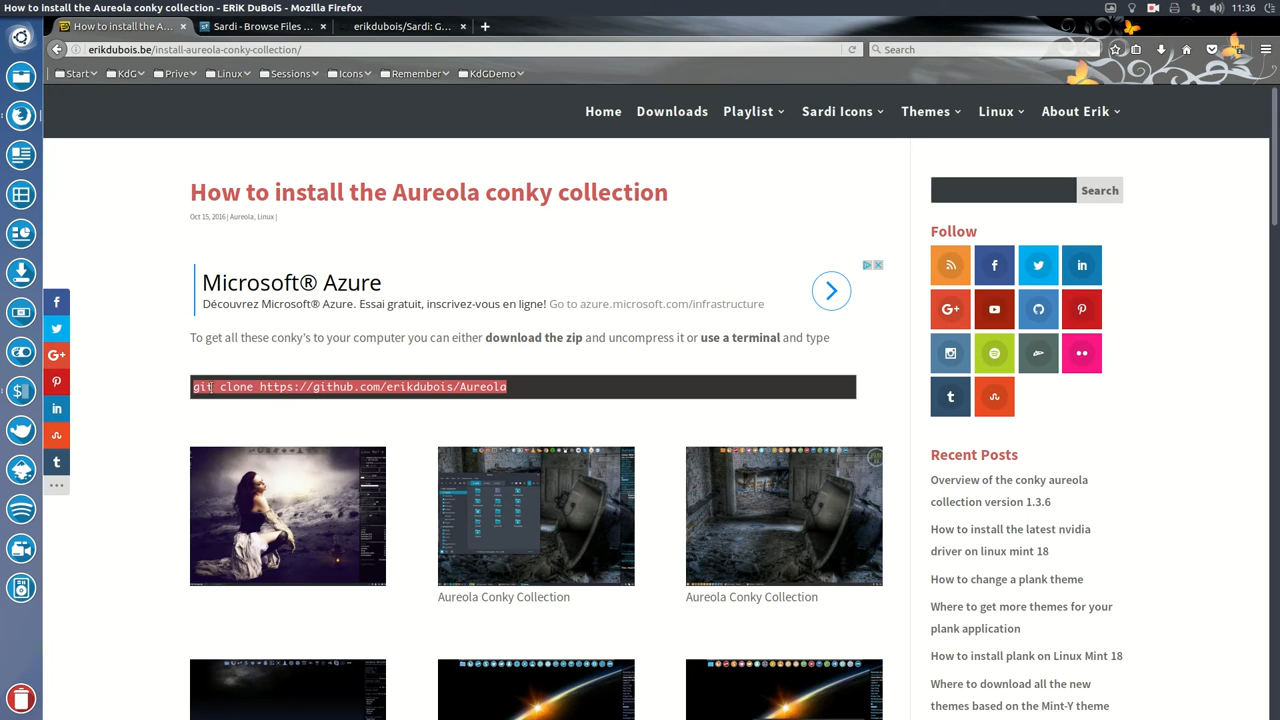 How to Install the Aureola conky collection - ERIK DuBoiS - Mozilla Firefox
11:36
How to install the A...
Sardi - Browse Files ...
erikdubois/Sardi: G...
erikdubois.be/install-aureola-conky-collection/
Search
Start
KdG
Prive
Linux
Sessions
Icons
Remember
KdGDemo
Home
Downloads
Playlist
Sardi Icons
Themes
Linux
About Erik
How to install the Aureola conky collection
Oct 15, 2016 | Aureola, Linux |
Search
Follow
Microsoft® Azure
Découvrez Microsoft® Azure. Essai gratuit, inscrivez-vous en ligne! Go to azure.microsoft.com/infrastructure
To get all these conky's to your computer you can either download the zip and uncompress it or use a terminal and type
git clone https://github.com/erikdubois/Aureola
Aureola Conky Collection
Aureola Conky Collection
Recent Posts
Overview of the conky aureola
collection version 1.3.6
How to install the latest nvidia
driver on linux mint 18
How to change a plank theme
Where to get more themes for your
plank application
How to install plank on Linux Mint 18
Where to download all the new
themes based on the Mint-Y theme